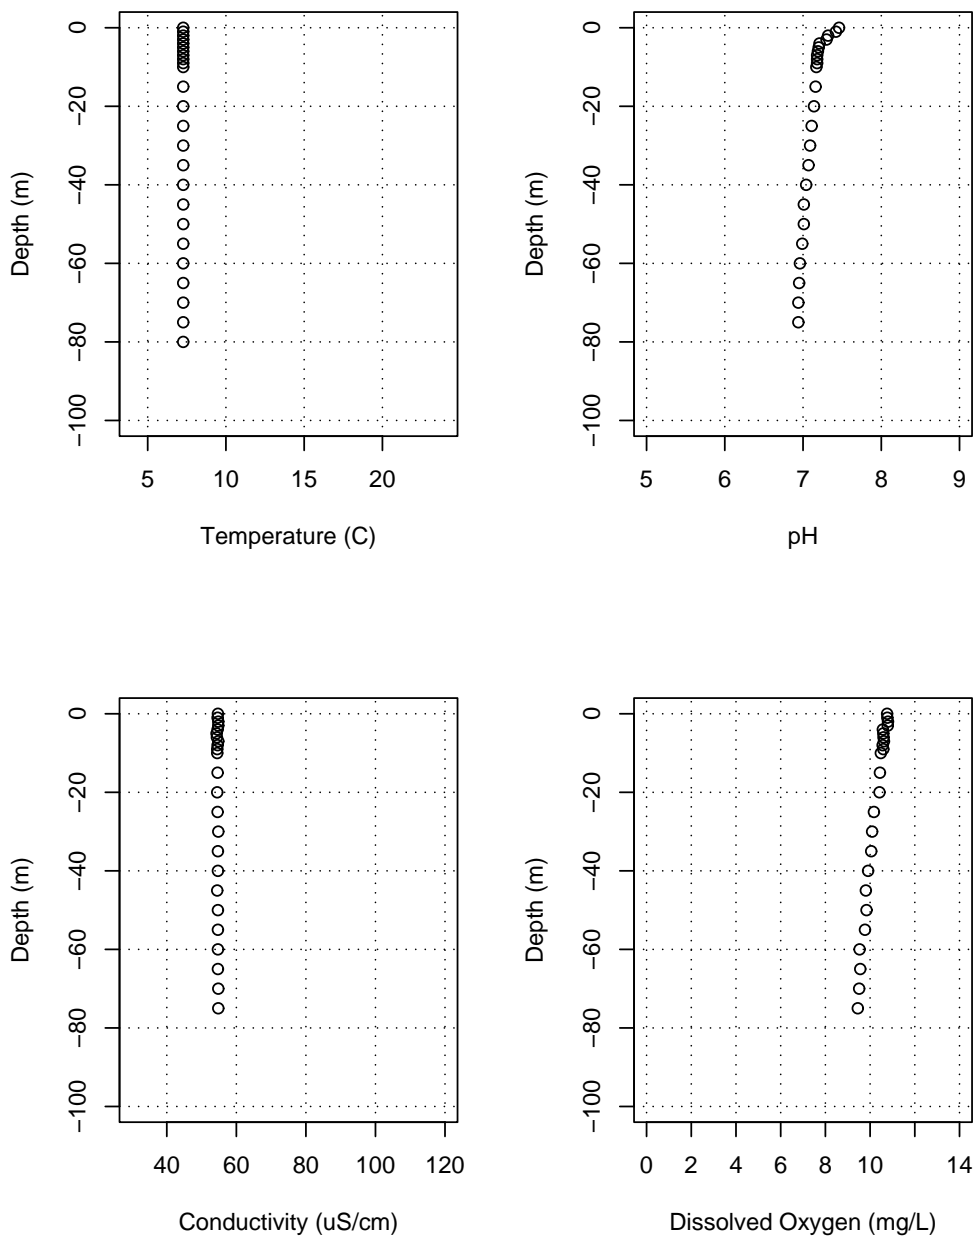 0
−20
−40
−60
−80
−100
Depth (m)
5 10 15 20
Temperature (C)
0
−20
−40
−60
−80
−100
Depth (m)
5 6 7 8 9
pH
0
−20
−40
−60
−80
−100
Depth (m)
40 60 80 100 120
Conductivity (uS/cm)
0
−20
−40
−60
−80
−100
Depth (m)
0 2 4 6 8 10 14
Dissolved Oxygen (mg/L)